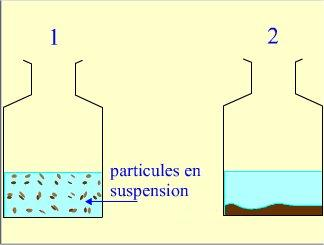 1
2
particules en
suspension